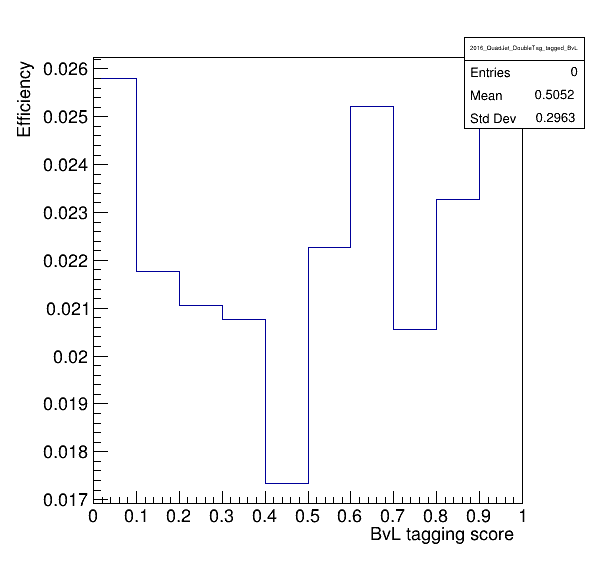 2016_QuadJet_DoubleTag_tagged_BvL
Entries 0
Mean 0.5052
Std Dev 0.2963
Efficiency
0.026
0.025
0.024
0.023
0.022
0.021
0.02
0.019
0.018
0.017
0 0.1 0.2 0.3 0.4 0.5 0.6 0.7 0.8 0.9 1
BvL tagging score